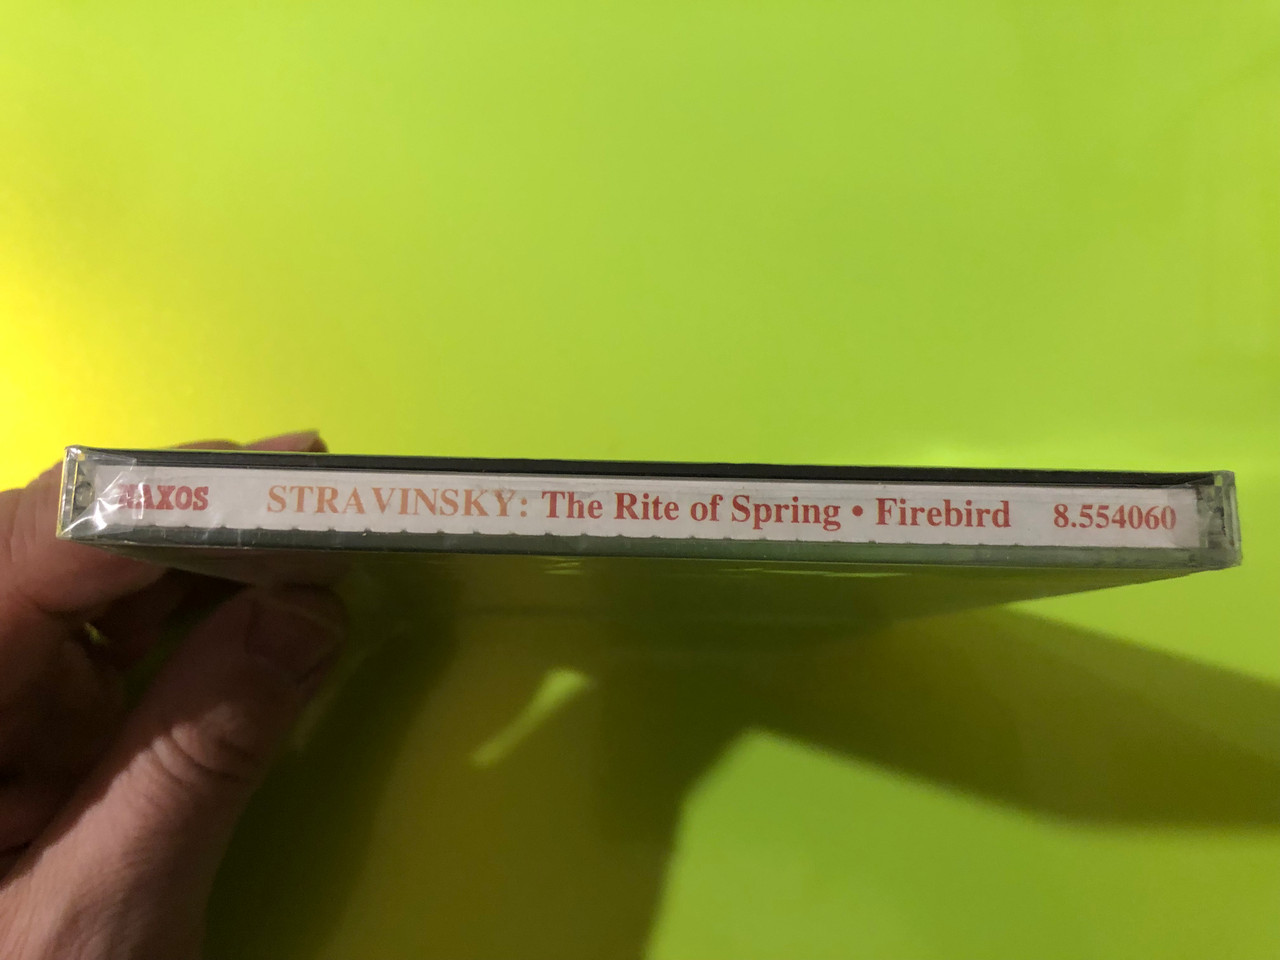 NAXOS STRAVINSKY: The Rite of Spring • Firebird 8.554060